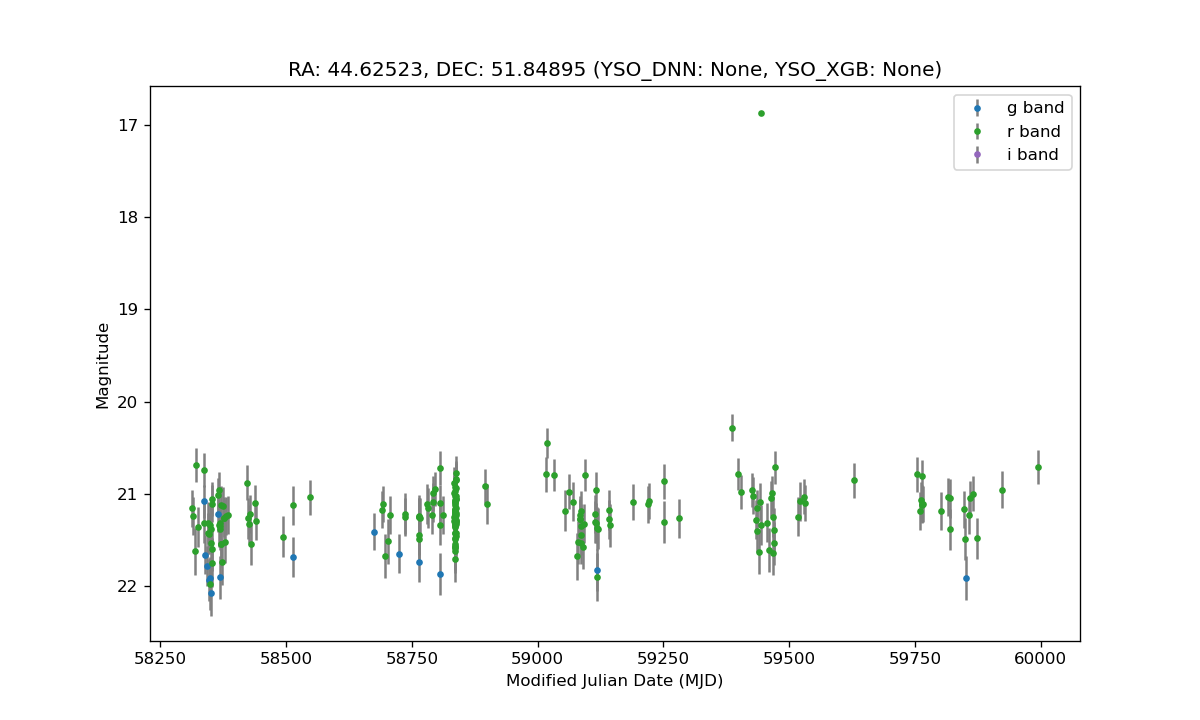 RA: 44.62523, DEC: 51.84895 (YSO_DNN: None, YSO_XGB: None)
g band
r band
i band
17
18
19
20
21
22
Magnitude
58250 58500 58750 59000 59250 59500 59750 60000
Modified Julian Date (MJD)